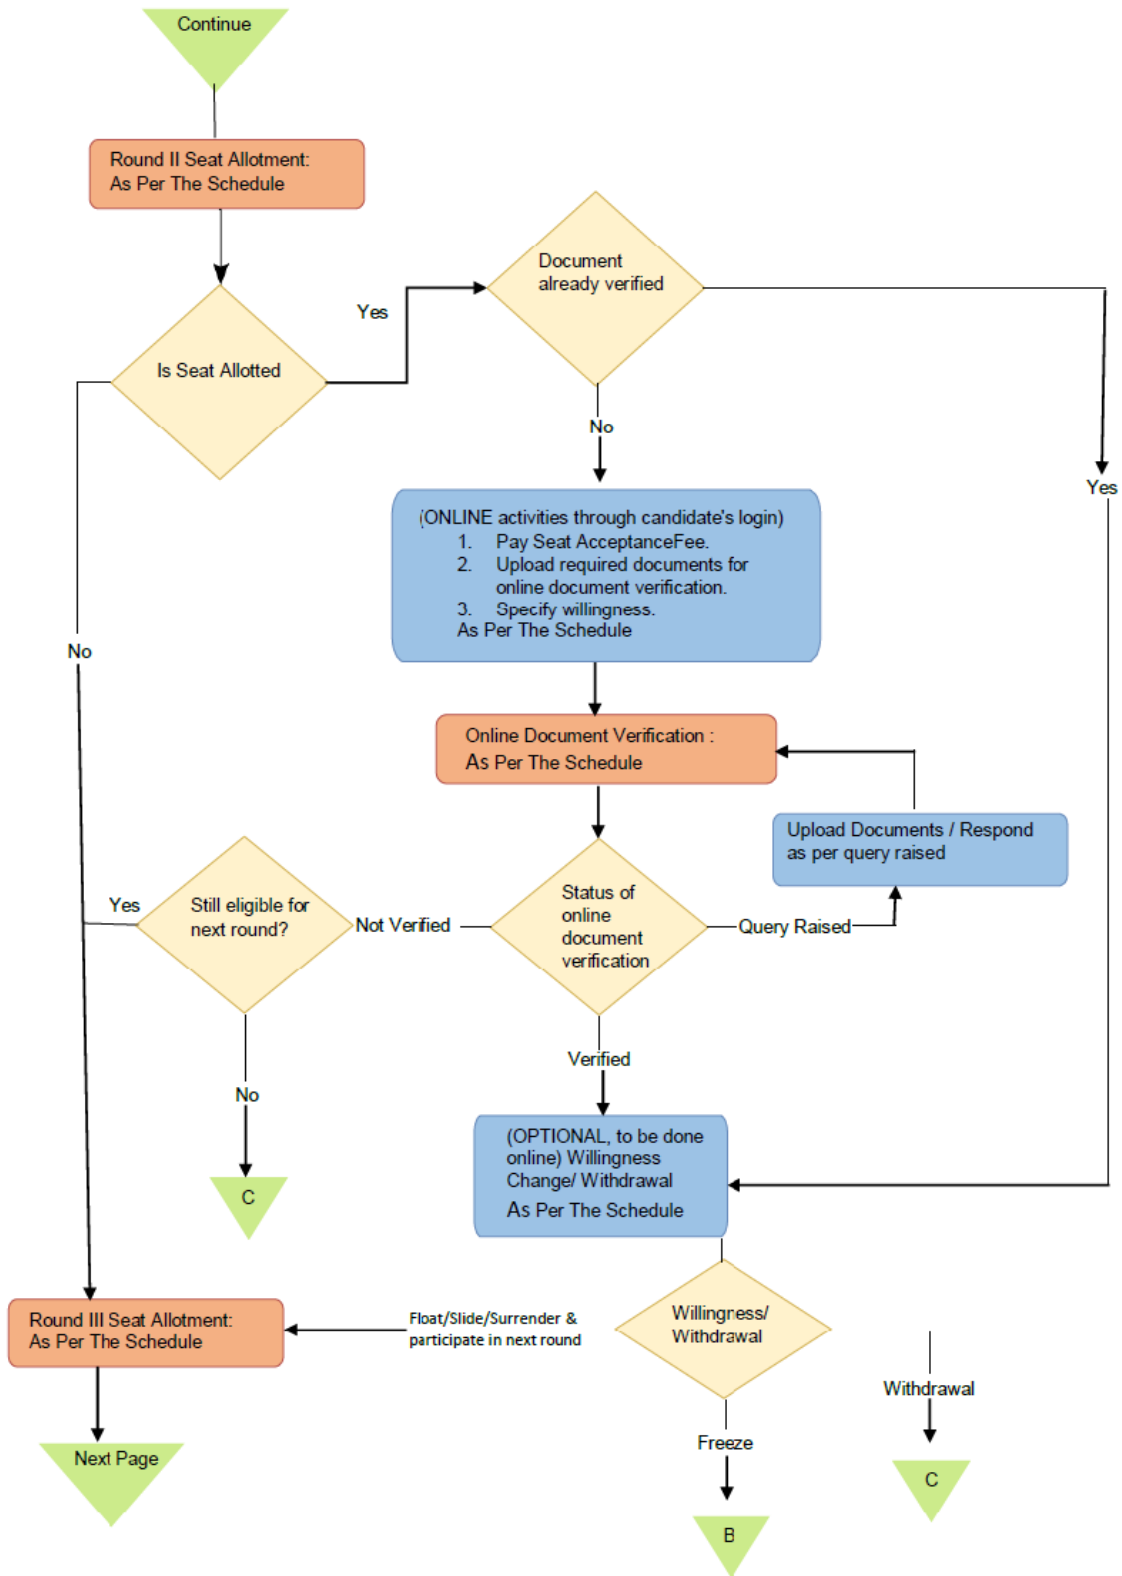 Continue
Round II Seat Allotment:
As Per The Schedule
Document
already verified
Yes
Is Seat Allotted
No
Yes
(ONLINE activities through candidate's login)
1. Pay Seat AcceptanceFee.
2. Upload required documents for
online document verification.
3. Specify willingness.
As Per The Schedule
No
Online Document Verification :
As Per The Schedule
Upload Documents / Respond
as per query raised
Yes
Still eligible for
next round?
Not Verified
Status of
online
document
verification
Query Raised
Verified
No
(OPTIONAL, to be done
online) Willingness
Change/ Withdrawal
As Per The Schedule
C
Round III Seat Allotment:
As Per The Schedule
Float/Slide/Surrender &
participate in next round
Willingness/
Withdrawal
Withdrawal
Freeze
Next Page
C
B